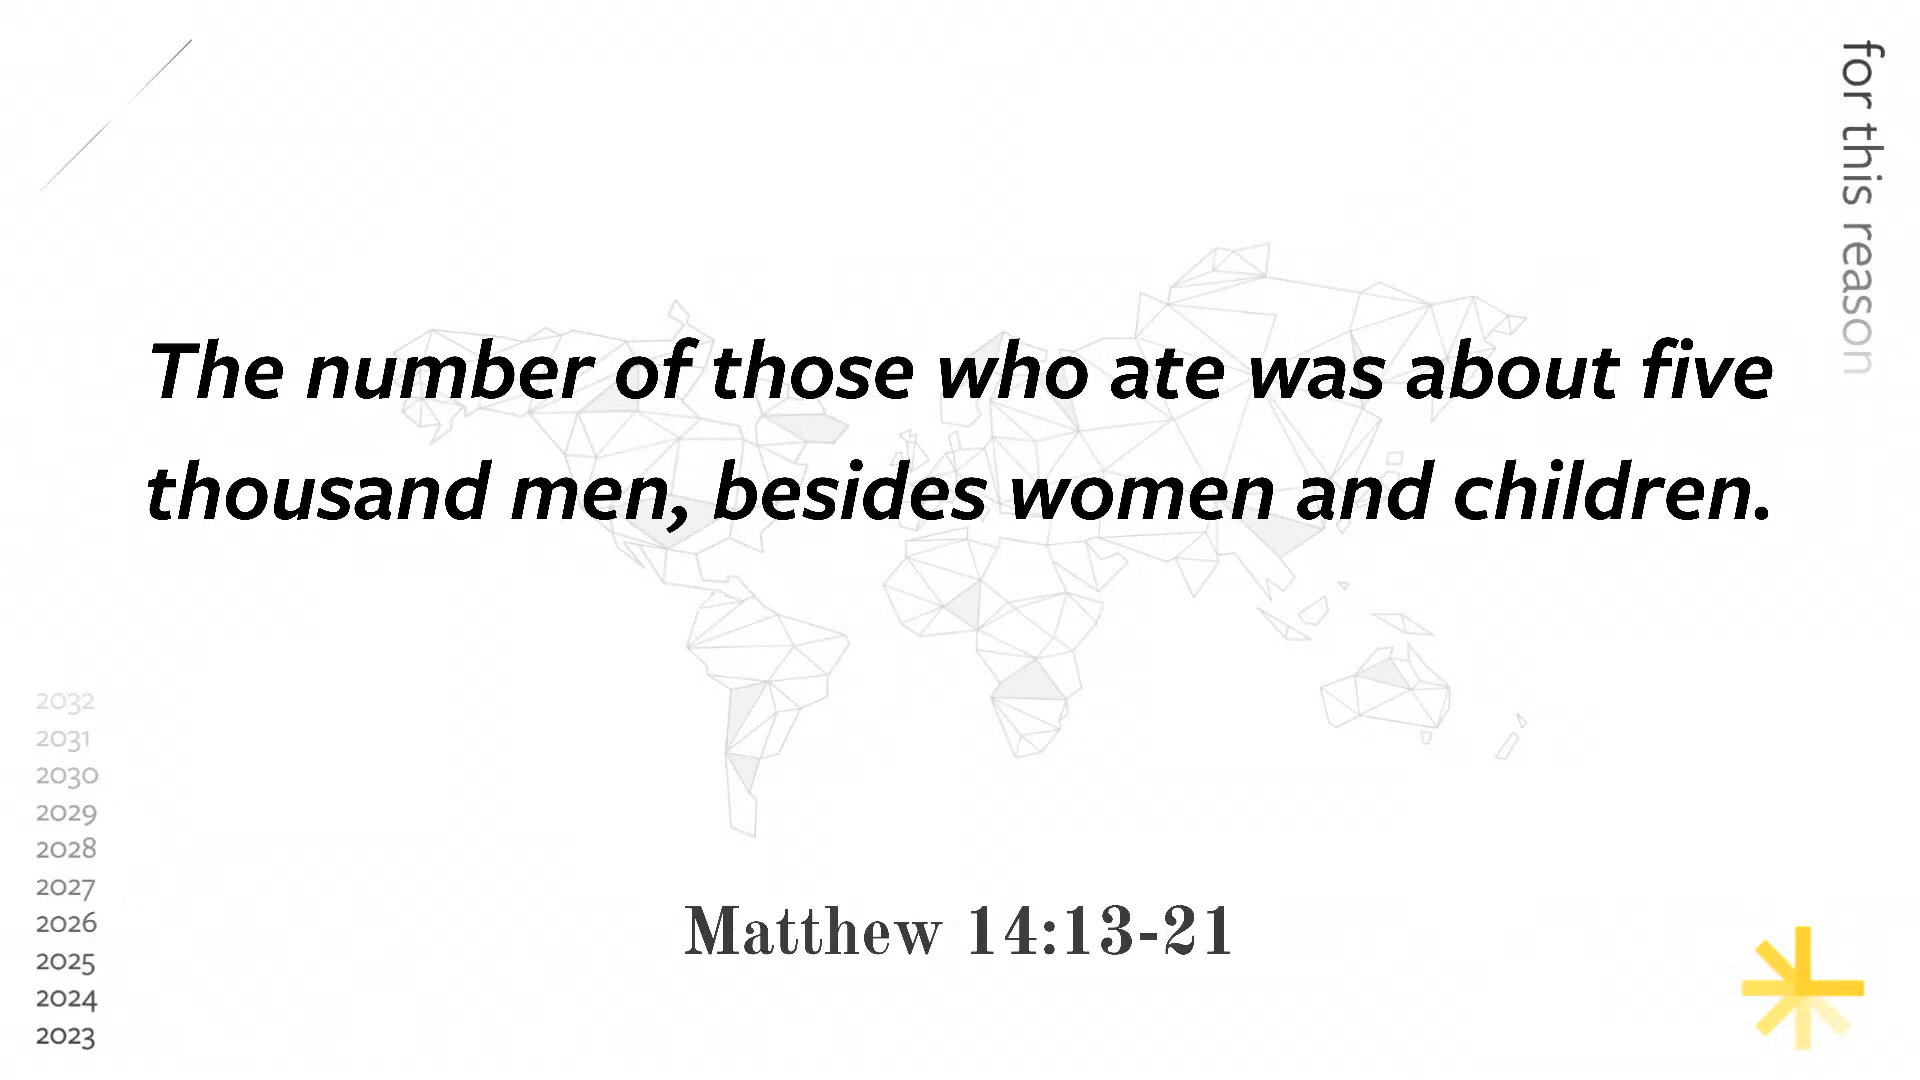 for this reason
The number of those who ate was about five
thousand men, besides women and children.
2032
2031
2030
2029
2028
2027
2026
2025
2024
2023
Matthew 14:13-21